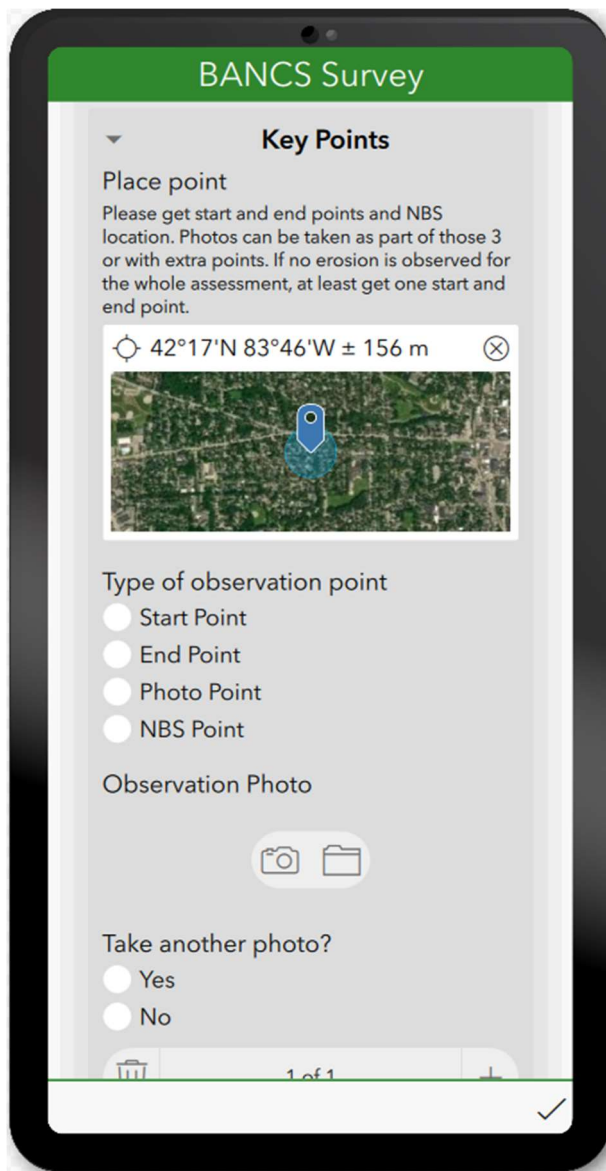 BANCS Survey
Key Points
Place point
Please get start and end points and NBS
location. Photos can be taken as part of those 3
or with extra points. If no erosion is observed for
the whole assessment, at least get one start and
end point.
42°17'N 83°46'W ± 156 m
Type of observation point
Start Point
End Point
Photo Point
NBS Point
Observation Photo
Take another photo?
Yes
No
1 of 1